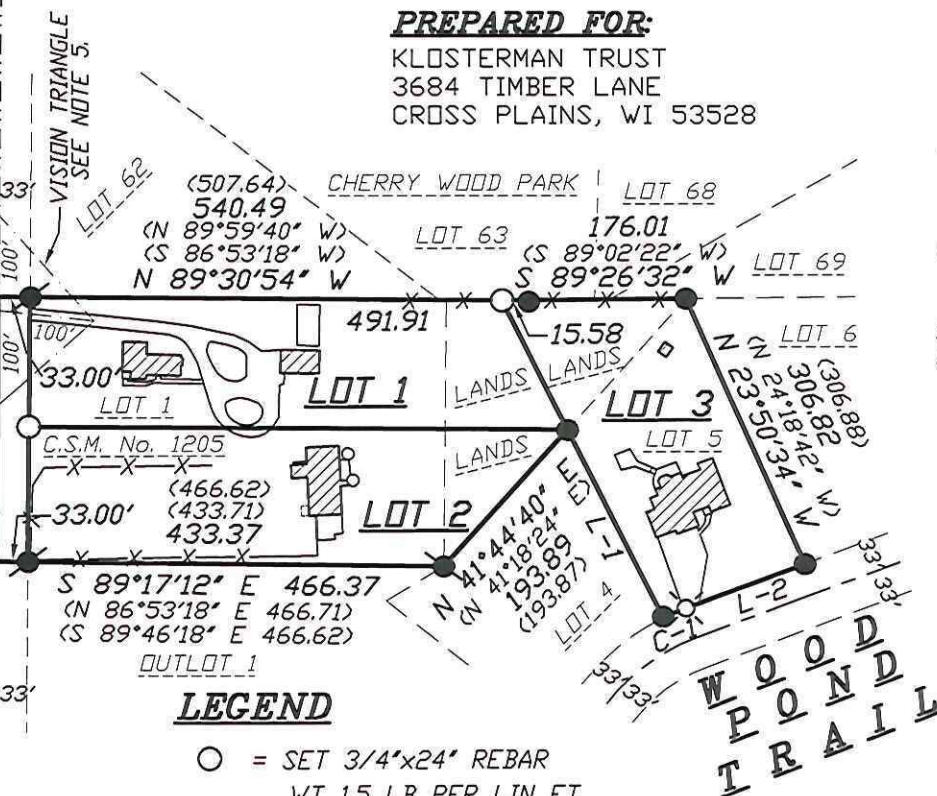 PREPARED FOR:
KLOSTERMAN TRUST
3684 TIMBER LANE
CROSS PLAINS, WI 53528
VISION TRIANGLE
SEE NOTE 5.
33'
LOT 62
(507.64)
540.49
(N 89°59'40" W)
(S 86°53'18" W)
N 89°30'54" W
CHERRY WOOD PARK
LOT 63
LOT 68
176.01
(S 89°02'22" W)
S 89°26'32" W
LOT 69
100'
100'
100'
491.91
15.58
LOT 6
33.00'
LOT 1
LOT 1
LANDS
LANDS
LOT 3
LOT 5
(306.88)
306.82
(N 24°18'42" W)
N 23°50'34" W
C.S.M. No. 1205
LANDS
(466.62)
(433.71)
433.37
33.00'
LOT 2
L-1
N 41°44'40" E
(N 41°18'24" E)
193.89
(193.87)
LOT 4
S 89°17'12" E 466.37
(N 86°53'18" E 466.71)
(S 89°46'18" E 466.62)
OUTLOT 1
C-1
L-2
33'
33'
33'
33'
33'
WOOD
POND
TRAIL
LEGEND
= SET 3/4"x24" REBAR
WT. 1.5 LB. PER LIN. FT.